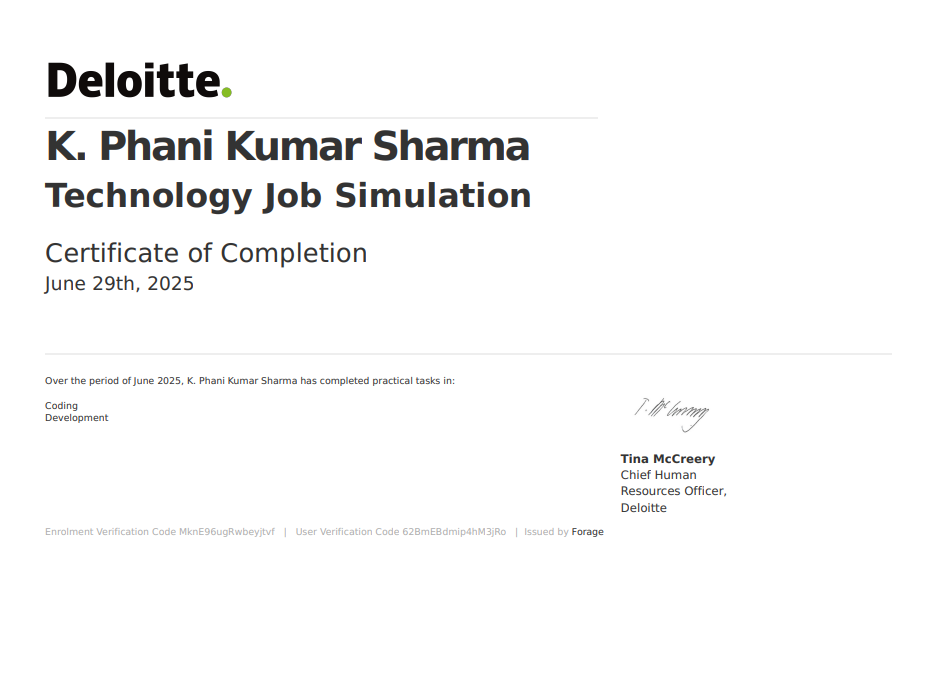 Deloitte.
K. Phani Kumar Sharma
Technology Job Simulation
Certificate of Completion
June 29th, 2025
Over the period of June 2025, K. Phani Kumar Sharma has completed practical tasks in:
Coding
Development
T. McCreery
Tina McCreery
Chief Human
Resources Officer,
Deloitte
Enrolment Verification Code MknE96ugRwbeyjtvf | User Verification Code 62BmEBdmip4hM3jRo | Issued by Forage